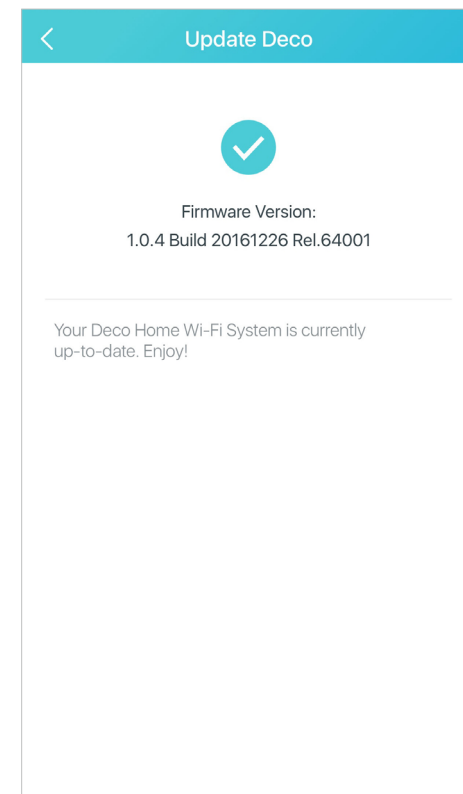 Update Deco
Firmware Version:
1.0.4 Build 20161226 Rel.64001
Your Deco Home Wi-Fi System is currently
up-to-date. Enjoy!